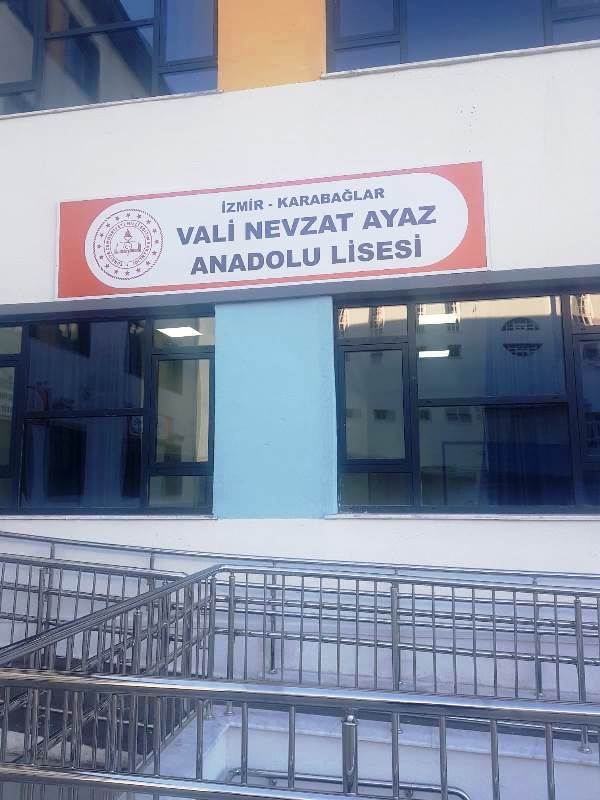 İZMİR - KARABAĞLAR
VALİ NEVZAT AYAZ
ANADOLU LİSESİ